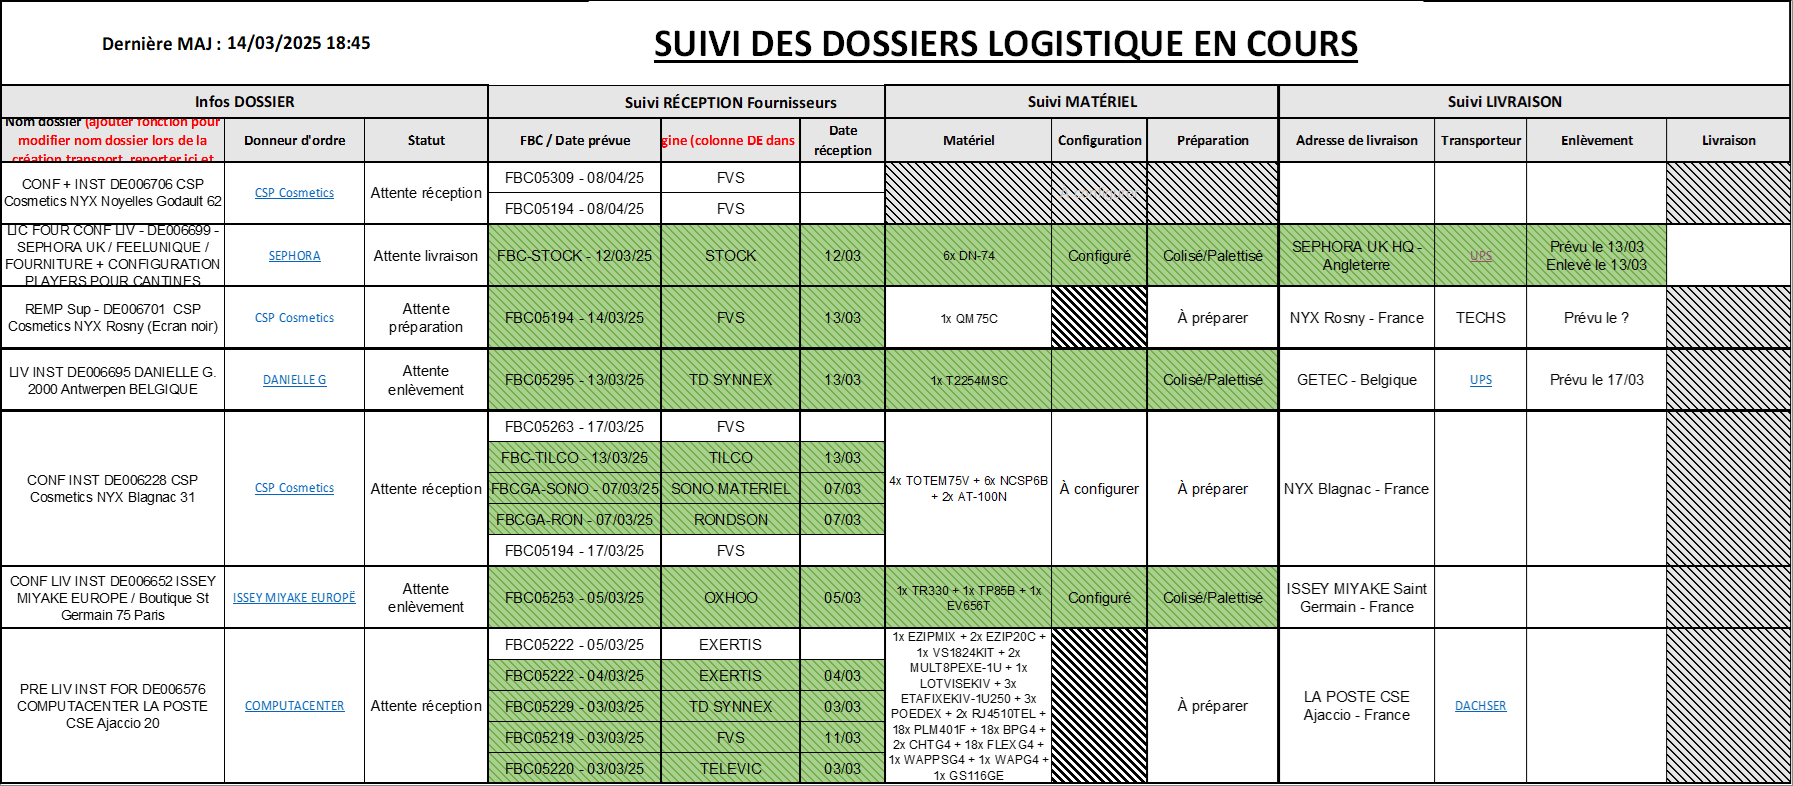 Dernière MAJ : 14/03/2025 18:45
SUIVI DES DOSSIERS LOGISTIQUE EN COURS
Infos DOSSIER
Suivi RÉCEPTION Fournisseurs
Suivi MATÉRIEL
Suivi LIVRAISON
Nom dossier (ajouter fonction pour
modifier nom dossier lors de la
création transport, reporter ici et
Donneur d'ordre
Statut
FBC / Date prévue
gine (colonne DE dans
Date
réception
Matériel
Configuration
Préparation
Adresse de livraison
Transporteur
Enlèvement
Livraison
CONF + INST DE006706 CSP
Cosmetics NYX Noyelles Godault 62
CSP Cosmetics
Attente réception
FBC05309 - 08/04/25
FVS
FBC05194 - 08/04/25
FVS
LIC FOUR CONF LIV - DE006699 -
SEPHORA UK / FEELUNIQUE /
FOURNITURE + CONFIGURATION
PLAYERS POUR CANTINES
SEPHORA
Attente livraison
FBC-STOCK - 12/03/25
STOCK
12/03
6x DN-74
Configuré
Colisé/Palettisé
SEPHORA UK HQ -
Angleterre
UPS
Prévu le 13/03
Enlevé le 13/03
REMP Sup - DE006701 CSP
Cosmetics NYX Rosny (Ecran noir)
CSP Cosmetics
Attente
préparation
FBC05194 - 14/03/25
FVS
13/03
1x QM75C
À préparer
NYX Rosny - France
TECHS
Prévu le ?
LIV INST DE006695 DANIELLE G.
2000 Antwerpen BELGIQUE
DANIELLE G
Attente
enlèvement
FBC05295 - 13/03/25
TD SYNNEX
13/03
1x T2254MSC
Colisé/Palettisé
GETEC - Belgique
UPS
Prévu le 17/03
CONF INST DE006228 CSP
Cosmetics NYX Blagnac 31
CSP Cosmetics
Attente réception
FBC05263 - 17/03/25
FVS
FBC-TILCO - 13/03/25
TILCO
13/03
FBCGA-SONO - 07/03/25
SONO MATERIEL
07/03
FBCGA-RON - 07/03/25
RONDSON
07/03
FBC05194 - 17/03/25
FVS
4x TOTEM75V + 6x NCSP6B
+ 2x AT-100N
À configurer
À préparer
NYX Blagnac - France
CONF LIV INST DE006652 ISSEY
MIYAKE EUROPE / Boutique St
Germain 75 Paris
ISSEY MIYAKE EUROPË
Attente
enlèvement
FBC05253 - 05/03/25
OXHOO
05/03
1x TR330 + 1x TP85B + 1x
EV656T
Configuré
Colisé/Palettisé
ISSEY MIYAKE Saint
Germain - France
PRE LIV INST FOR DE006576
COMPUTACENTER LA POSTE
CSE Ajaccio 20
COMPUTACENTER
Attente réception
FBC05222 - 05/03/25
EXERTIS
FBC05222 - 04/03/25
EXERTIS
04/03
FBC05229 - 03/03/25
TD SYNNEX
03/03
FBC05219 - 03/03/25
FVS
11/03
FBC05220 - 03/03/25
TELEVIC
03/03
1x EZIPMIX + 2x EZIP20C +
1x VS1824KIT + 2x
MULT8PEXE-1U + 1x
LOTVISEKIV + 3x
ETAFIXEKIV-1U250 + 3x
POEDEX + 2x RJ4510TEL +
18x PLM401F + 18x BPG4 +
2x CHTG4 + 18x FLEXG4 +
1x WAPPSG4 + 1x WAPG4 +
1x GS116GE
À préparer
LA POSTE CSE
Ajaccio - France
DACHSER